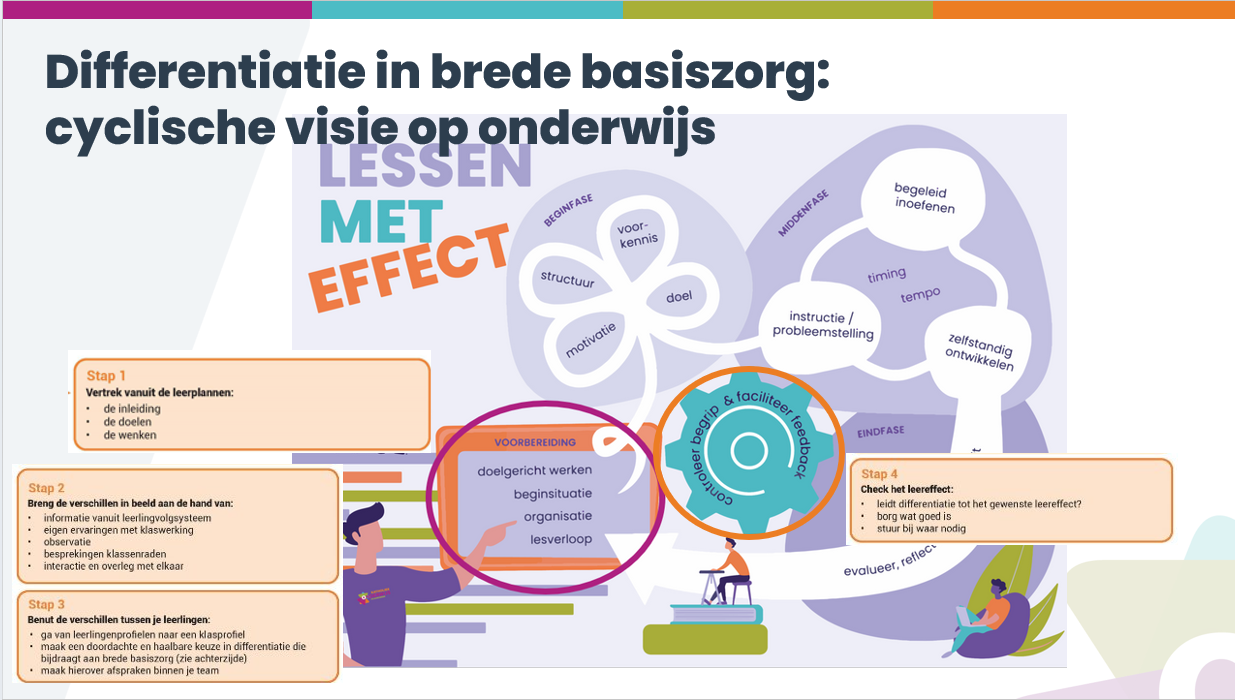 Differentiatie in brede basiszorg:
cyclische visie op onderwijs
LESSEN
MET
EFFECT
BEGINFASE
voor-
kennis
structuur
doel
motivatie
MIDDENFASE
begeleid
inoefenen
timing
tempo
instructie /
probleemstelling
zelfstandig
ontwikkelen
Stap 1
Vertrek vanuit de leerplannen:
• de inleiding
• de doelen
• de wenken
VOORBEREIDING
doelgericht werken
beginsituatie
organisatie
lesverloop
controleer begrip & faciliteer feedback
EINDFASE
Stap 2
Breng de verschillen in beeld aan de hand van:
• informatie vanuit leerlingvolgsysteem
• eigen ervaringen met klaswerking
• observatie
• besprekingen klassenraden
• interactie en overleg met elkaar
Stap 4
Check het leereffect:
• leidt differentiatie tot het gewenste leereffect?
• borg wat goed is
• stuur bij waar nodig
evalueer, reflect
Stap 3
Benut de verschillen tussen je leerlingen:
• ga van leerlingenprofielen naar een klasprofiel
• maak een doordachte en haalbare keuze in differentiatie die
bijdraagt aan brede basiszorg (zie achterzijde)
• maak hierover afspraken binnen je team